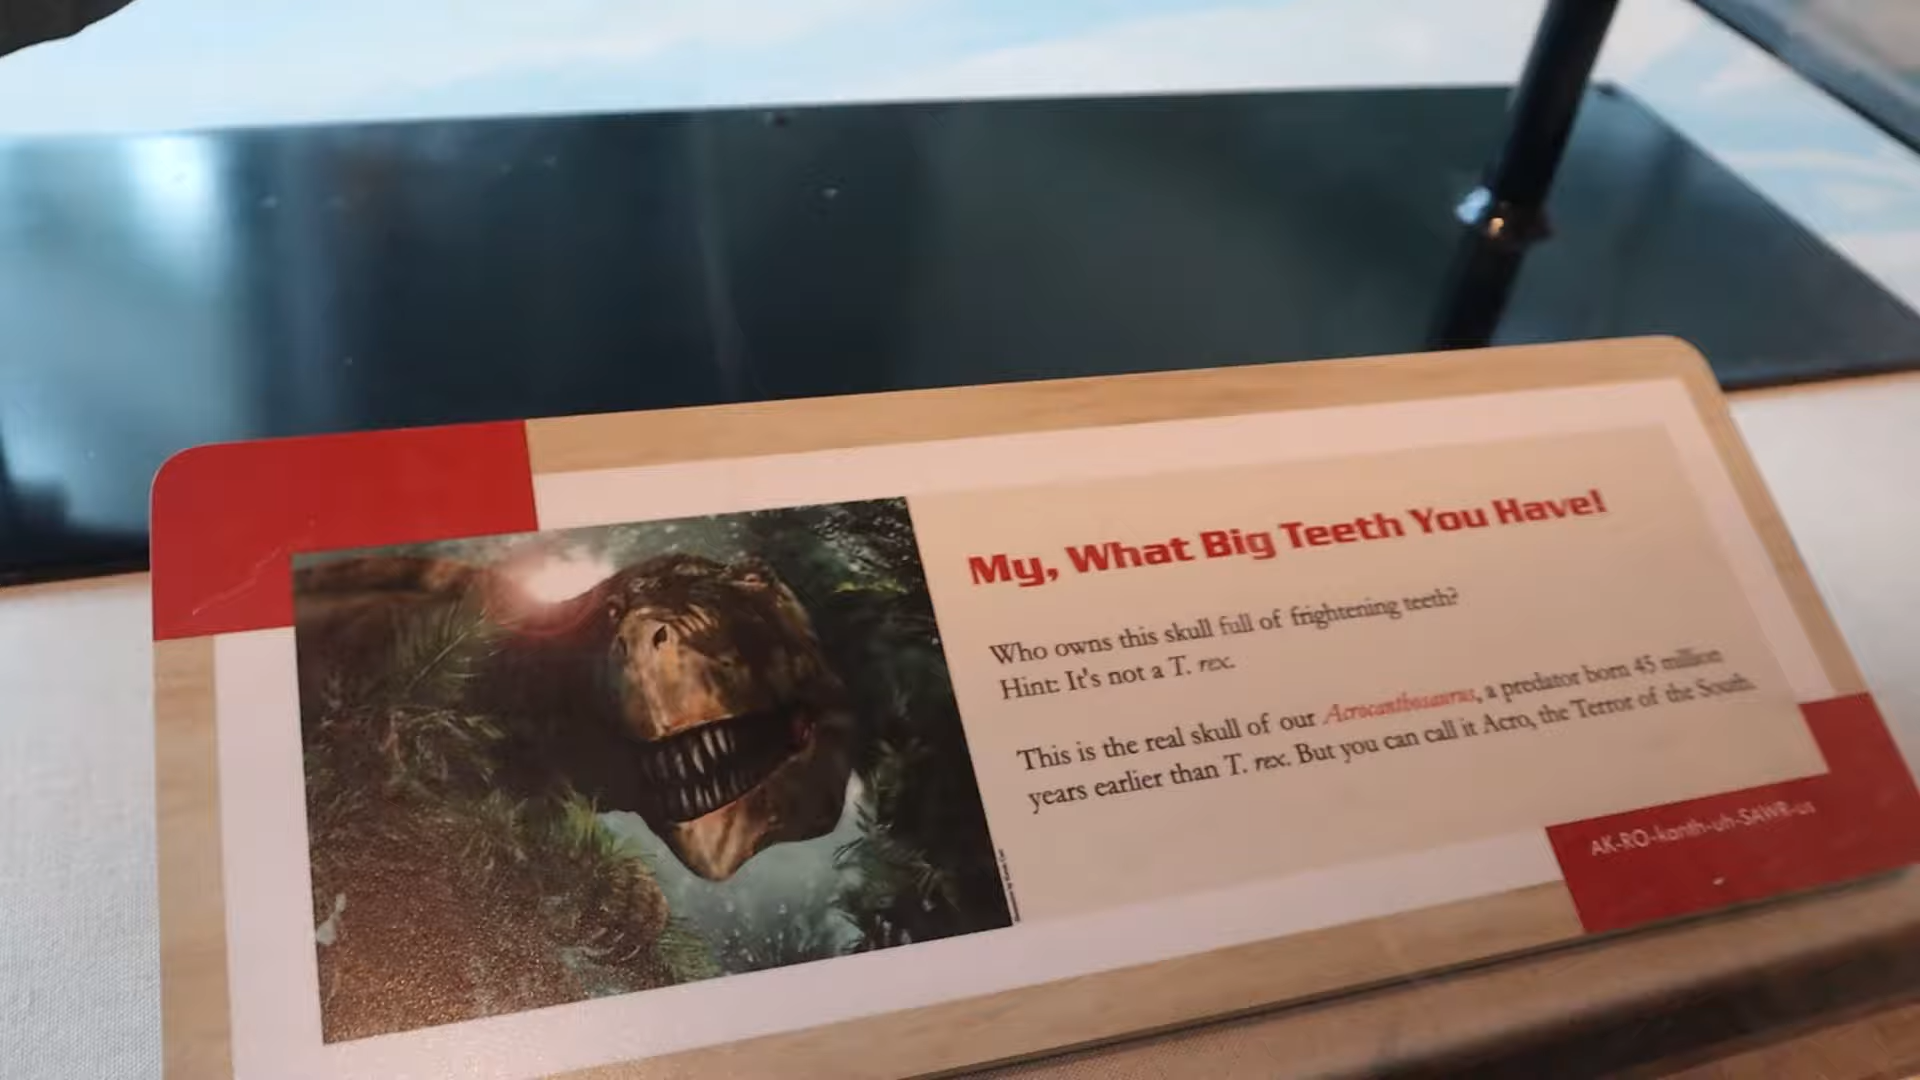 My, What Big Teeth You Have!
Who owns this skull full of frightening teeth?
Hint: It's not a T. rex.
This is the real skull of our Acrocanthosaurus, a predator born 45 million
years earlier than T. rex. But you can call it Acro, the Terror of the South.
AK-RO-kanth-uh-SAWR-us